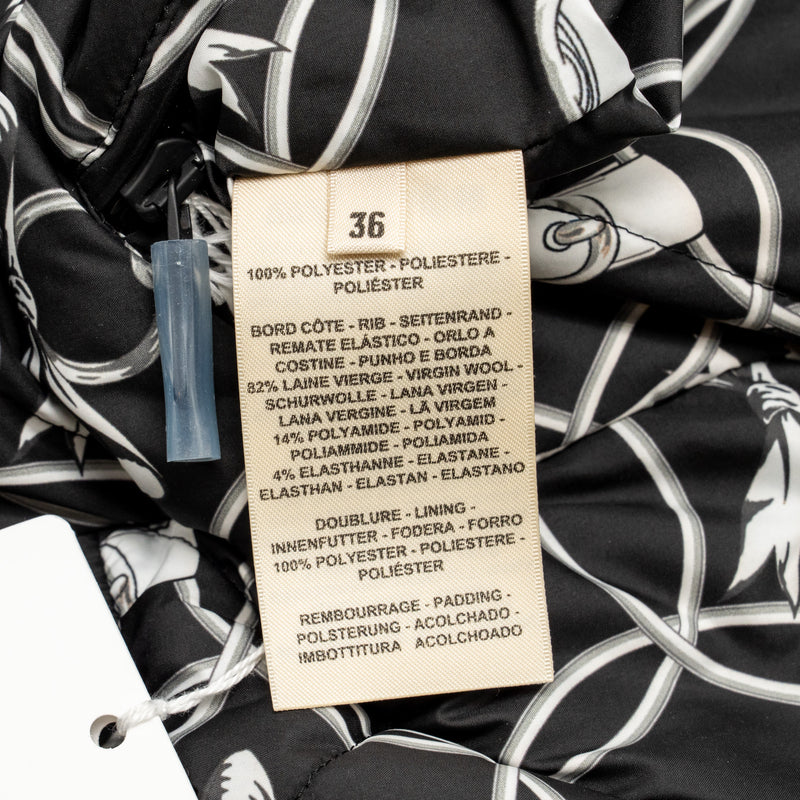 36
100% POLYESTER - POLIESTERE -
POLIÉSTER
BORD CÔTE - RIB - SEITENRAND -
REMATE ELÁSTICO - ORLO A
COSTINE - PUNHO E BORDA
82% LAINE VIERGE - VIRGIN WOOL -
SCHURWOLLE - LANA VIRGEN -
LANA VERGINE - LÃ VIRGEM
14% POLYAMIDE - POLYAMID -
POLIAMMIDE - POLIAMIDA
4% ELASTHANNE - ELASTANE -
ELASTHAN - ELASTAN - ELASTANO
DOUBLURE - LINING -
INNENFUTTER - FODERA - FORRO
100% POLYESTER - POLIESTERE -
POLIÉSTER
REMBOURRAGE - PADDING -
POLSTERUNG - ACOLCHADO -
IMBOTTITURA ACOLCHOADO